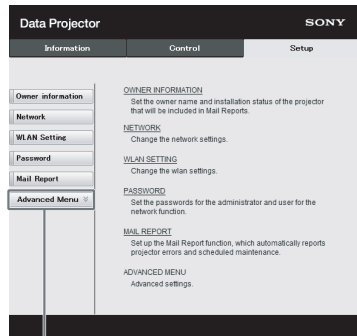 Data Projector
SONY
Information
Control
Setup
Owner information
Network
WLAN Setting
Password
Mail Report
Advanced Menu
OWNER INFORMATION
Set the owner name and installation status of the projector
that will be included in Mail Reports.
NETWORK
Change the network settings.
WLAN SETTING
Change the wlan settings.
PASSWORD
Set the passwords for the administrator and user for the
network function.
MAIL REPORT
Set up the Mail Report function, which automatically reports
projector errors and scheduled maintenance.
ADVANCED MENU
Advanced settings.